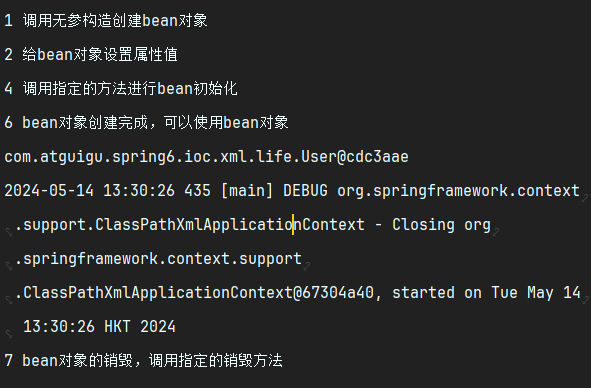 1 调用无参构造创建bean对象
2 给bean对象设置属性值
4 调用指定的方法进行bean初始化
6 bean对象创建完成，可以使用bean对象
com.atguigu.spring6.ioc.xml.life.User@cdc3aae
2024-05-14 13:30:26 435 [main] DEBUG org.springframework.context
.support.ClassPathXmlApplicationContext - Closing org
.springframework.context.support
.ClassPathXmlApplicationContext@67304a40, started on Tue May 14
13:30:26 HKT 2024
7 bean对象的销毁，调用指定的销毁方法